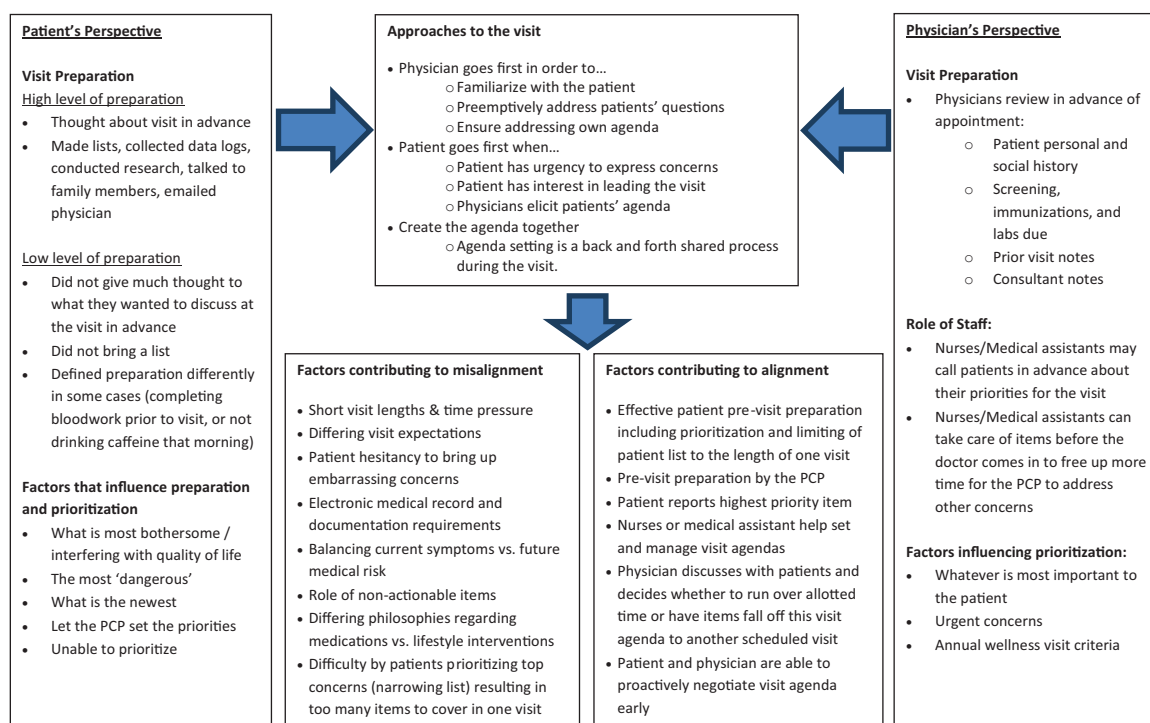 Patient's Perspective
Visit Preparation
High level of preparation
• Thought about visit in advance
• Made lists, collected data logs,
conducted research, talked to
family members, emailed
physician
Low level of preparation
• Did not give much thought to
what they wanted to discuss at
the visit in advance
• Did not bring a list
• Defined preparation differently
in some cases (completing
bloodwork prior to visit, or not
drinking caffeine that morning)
Factors that influence preparation
and prioritization
• What is most bothersome /
interfering with quality of life
• The most 'dangerous'
• What is the newest
• Let the PCP set the priorities
• Unable to prioritize
Approaches to the visit
• Physician goes first in order to…
o Familiarize with the patient
o Preemptively address patients' questions
o Ensure addressing own agenda
• Patient goes first when…
o Patient has urgency to express concerns
o Patient has interest in leading the visit
o Physicians elicit patients' agenda
• Create the agenda together
o Agenda setting is a back and forth shared process
during the visit.
Factors contributing to misalignment
• Short visit lengths & time pressure
• Differing visit expectations
• Patient hesitancy to bring up
embarrassing concerns
• Electronic medical record and
documentation requirements
• Balancing current symptoms vs. future
medical risk
• Role of non-actionable items
• Differing philosophies regarding
medications vs. lifestyle interventions
• Difficulty by patients prioritizing top
concerns (narrowing list) resulting in
too many items to cover in one visit
Factors contributing to alignment
• Effective patient pre-visit preparation
including prioritization and limiting of
patient list to the length of one visit
• Pre-visit preparation by the PCP
• Patient reports highest priority item
• Nurses or medical assistant help set
and manage visit agendas
• Physician discusses with patients and
decides whether to run over allotted
time or have items fall off this visit
agenda to another scheduled visit
• Patient and physician are able to
proactively negotiate visit agenda
early
Physician's Perspective
Visit Preparation
• Physicians review in advance of
appointment:
o Patient personal and
social history
o Screening,
immunizations, and
labs due
o Prior visit notes
o Consultant notes
Role of Staff:
• Nurses/Medical assistants may
call patients in advance about
their priorities for the visit
• Nurses/Medical assistants can
take care of items before the
doctor comes in to free up more
time for the PCP to address
other concerns
Factors influencing prioritization:
• Whatever is most important to
the patient
• Urgent concerns
• Annual wellness visit criteria